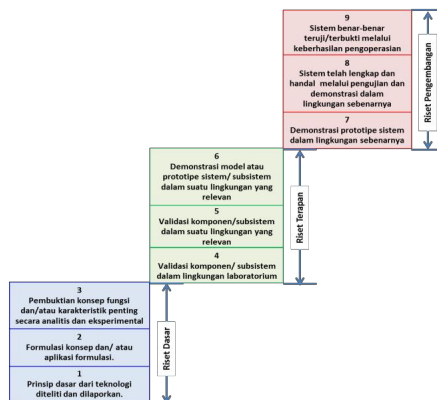 9
Sistem benar-benar
teruji/terbukti melalui
keberhasilan pengoperasian
8
Sistem telah lengkap dan
handal melalui pengujian dan
demonstrasi dalam
lingkungan sebenarnya
7
Demonstrasi prototipe sistem
dalam lingkungan sebenarnya
Riset Pengembangan
6
Demonstrasi model atau
prototipe sistem/ subsistem
dalam suatu lingkungan yang
relevan
5
Validasi komponen/subsistem
dalam suatu lingkungan yang
relevan
4
Validasi komponen/ subsistem
dalam lingkungan laboratorium
Riset Terapan
3
Pembuktian konsep fungsi
dan/atau karakteristik penting
secara analitis dan eksperimental
2
Formulasi konsep dan/ atau
aplikasi formulasi.
1
Prinsip dasar dari teknologi
diteliti dan dilaporkan.
Riset Dasar